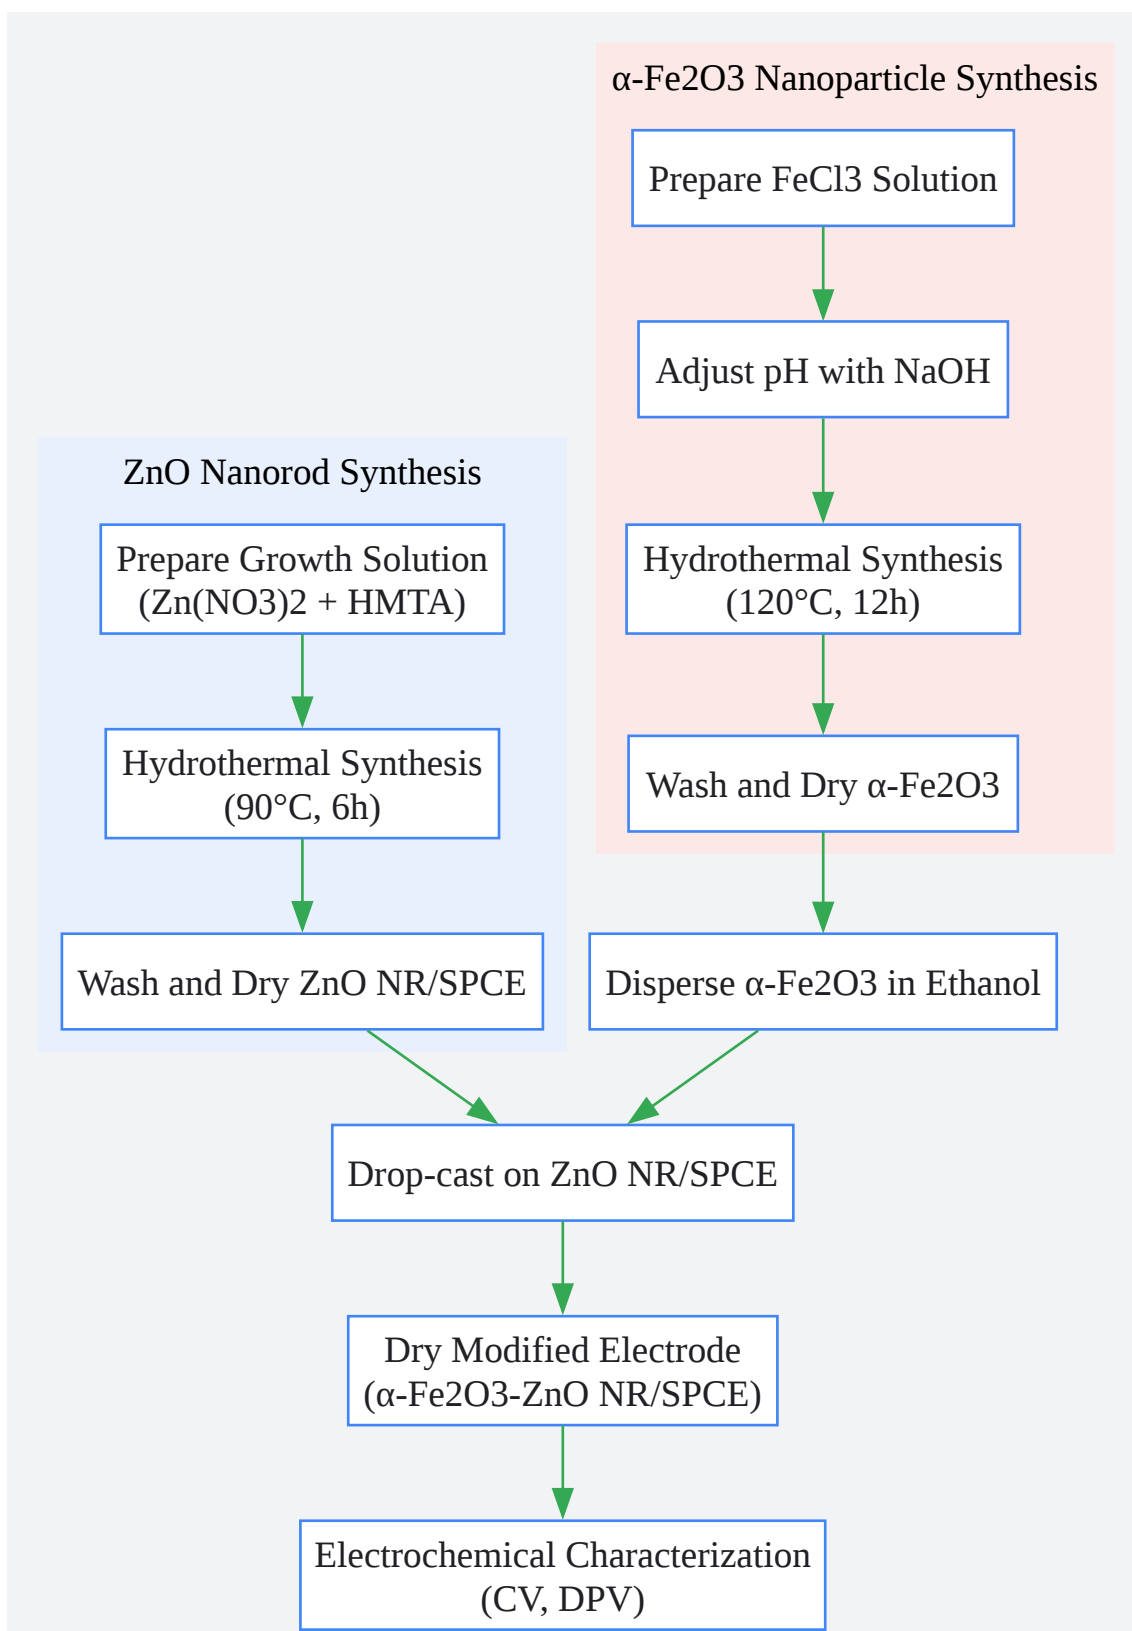 α-Fe2O3 Nanoparticle Synthesis
Prepare FeCl3 Solution
Adjust pH with NaOH
Hydrothermal Synthesis
(120°C, 12h)
Wash and Dry α-Fe2O3
ZnO Nanorod Synthesis
Prepare Growth Solution
(Zn(NO3)2 + HMTA)
Hydrothermal Synthesis
(90°C, 6h)
Wash and Dry ZnO NR/SPCE
Disperse α-Fe2O3 in Ethanol
Drop-cast on ZnO NR/SPCE
Dry Modified Electrode
(α-Fe2O3-ZnO NR/SPCE)
Electrochemical Characterization
(CV, DPV)